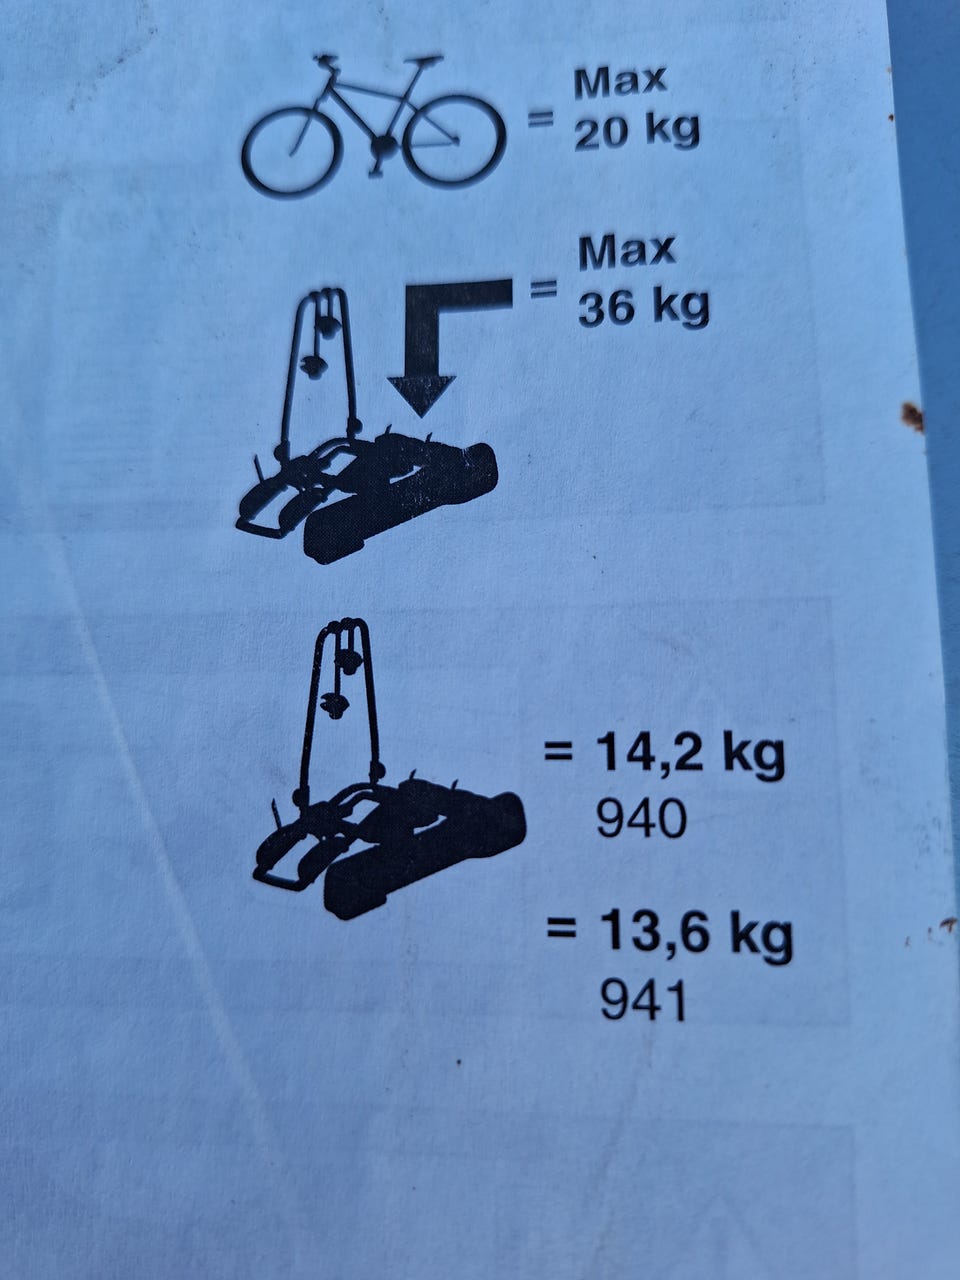 = Max
20 kg
= Max
36 kg
= 14,2 kg
940
= 13,6 kg
941